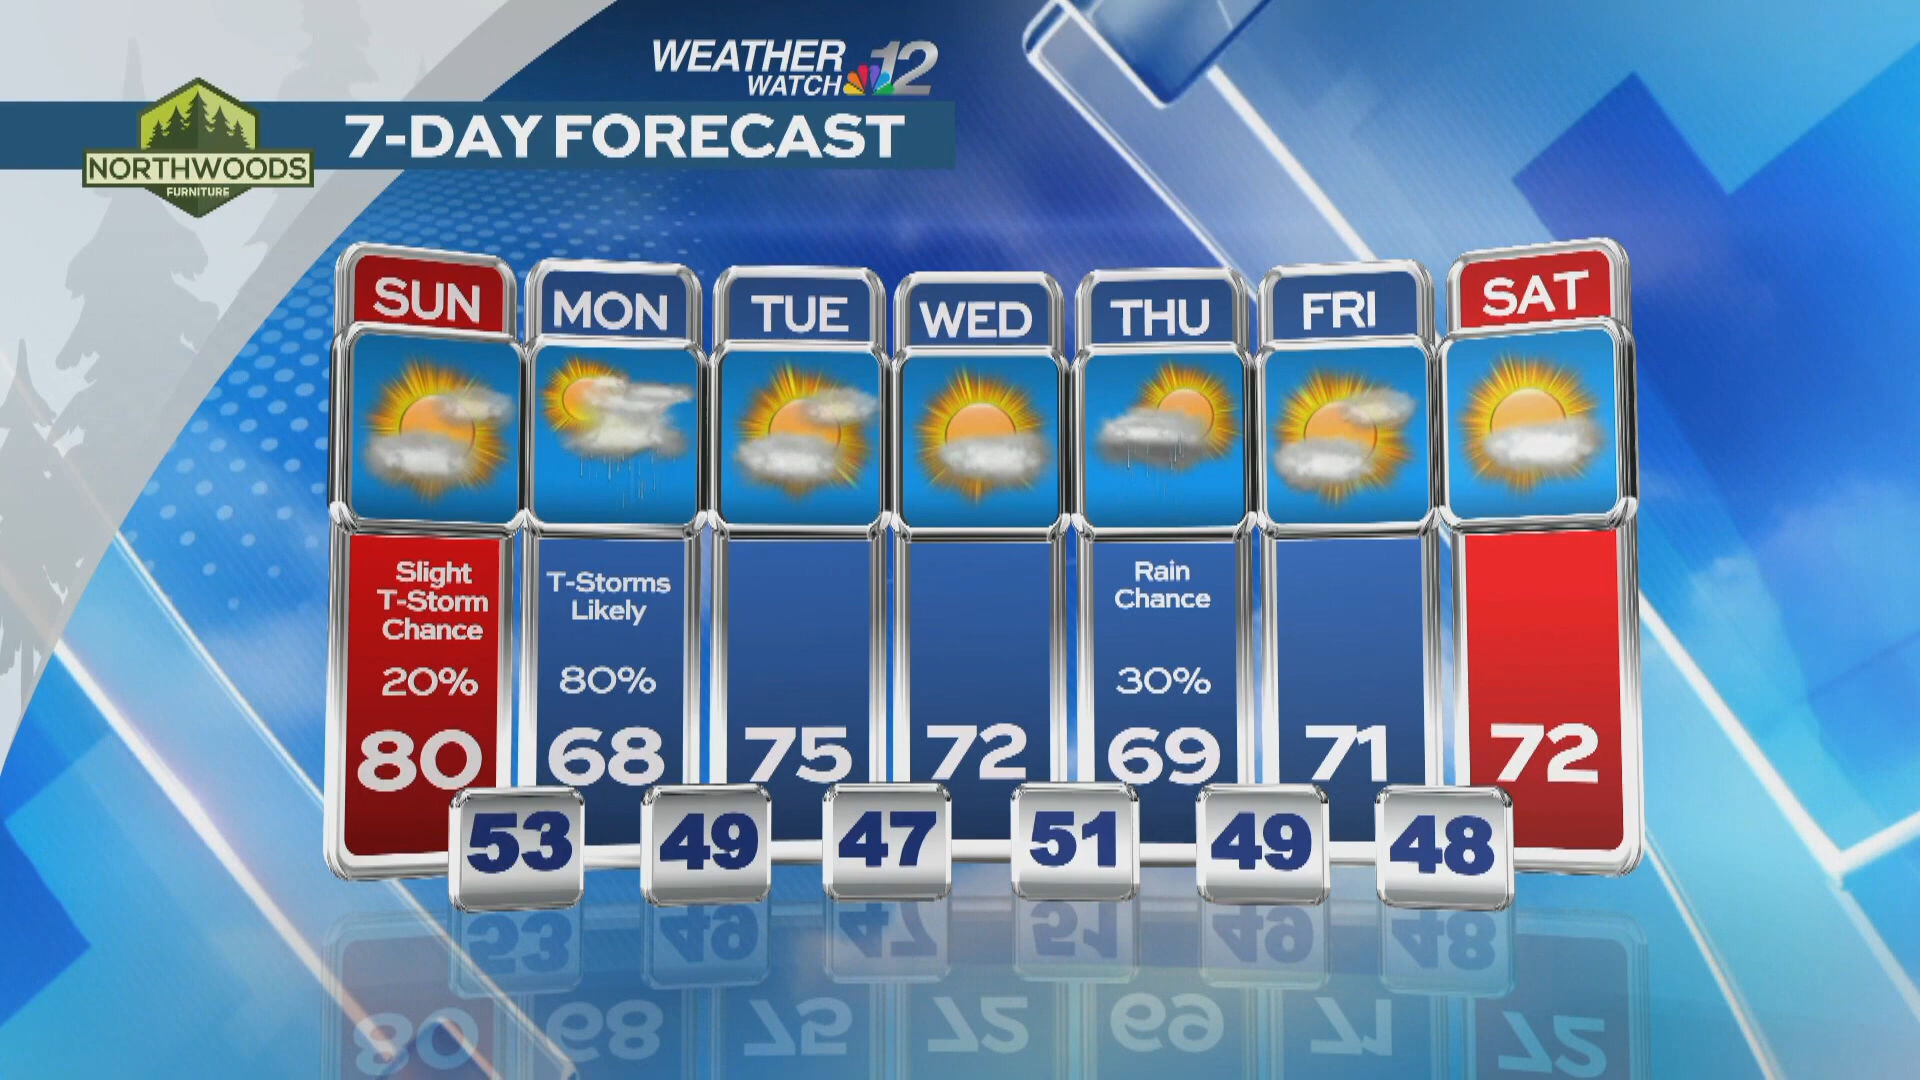 WEATHER
WATCH 12
7-DAY FORECAST
NORTHWOODS
FURNITURE
SUN
MON
TUE
WED
THU
FRI
SAT
Slight
T-Storm
Chance
20%
T-Storms
Likely
80%
Rain
Chance
30%
80
68
75
72
69
71
72
53
49
47
51
49
48